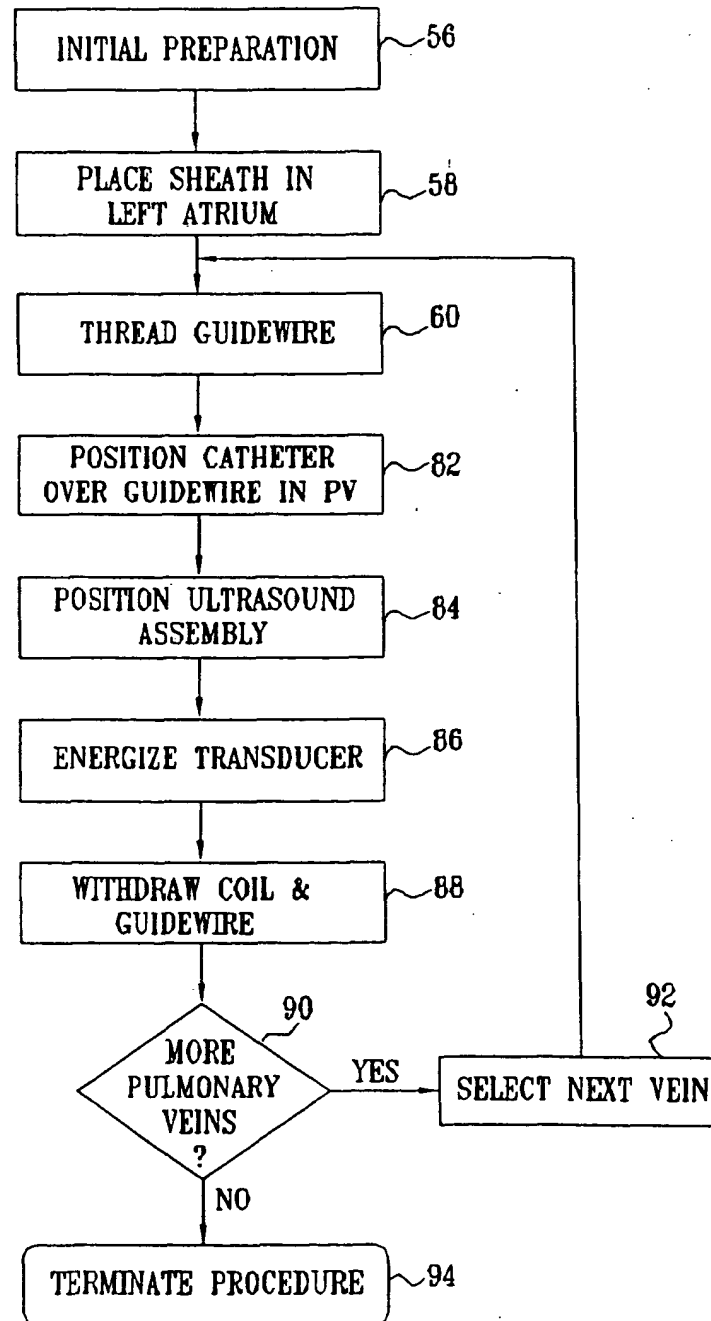 INITIAL PREPARATION
56
PLACE SHEATH IN
LEFT ATRIUM
58
THREAD GUIDEWIRE
60
POSITION CATHETER
OVER GUIDEWIRE IN PV
82
POSITION ULTRASOUND
ASSEMBLY
84
ENERGIZE TRANSDUCER
86
WITHDRAW COIL &
GUIDEWIRE
88
90
MORE
PULMONARY
VEINS
?
YES
92
SELECT NEXT VEIN
NO
TERMINATE PROCEDURE
94